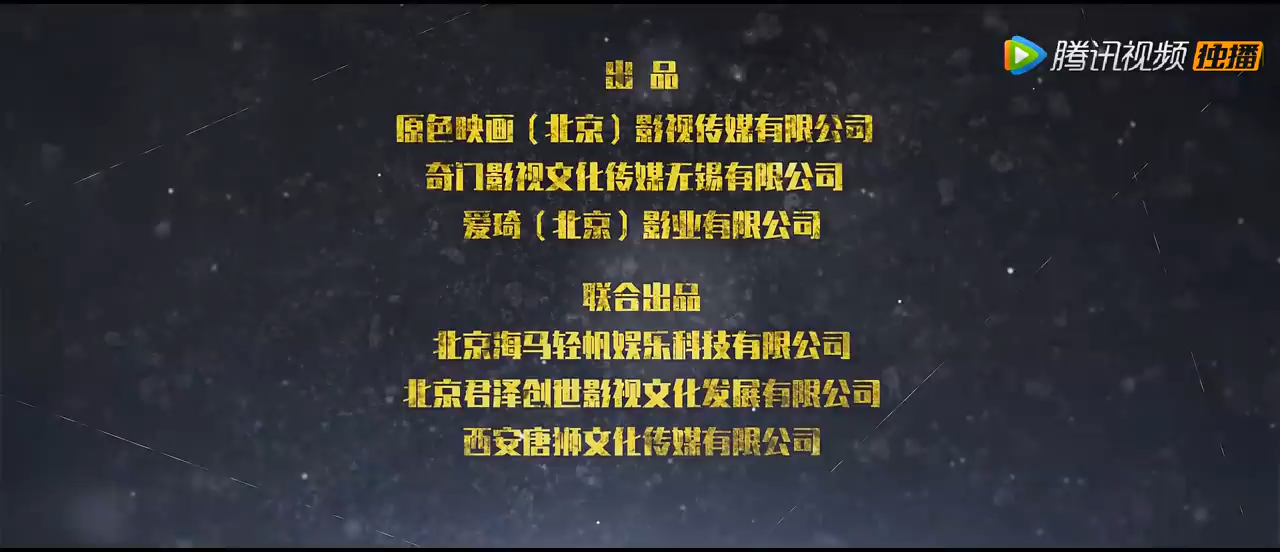 腾讯视频 独播
出 品
原色映画（北京）影视传媒有限公司
奇门影视文化传媒无锡有限公司
爱琦（北京）影业有限公司
联合出品
北京海马轻帆娱乐科技有限公司
北京君泽创世影视文化发展有限公司
西安唐狮文化传媒有限公司